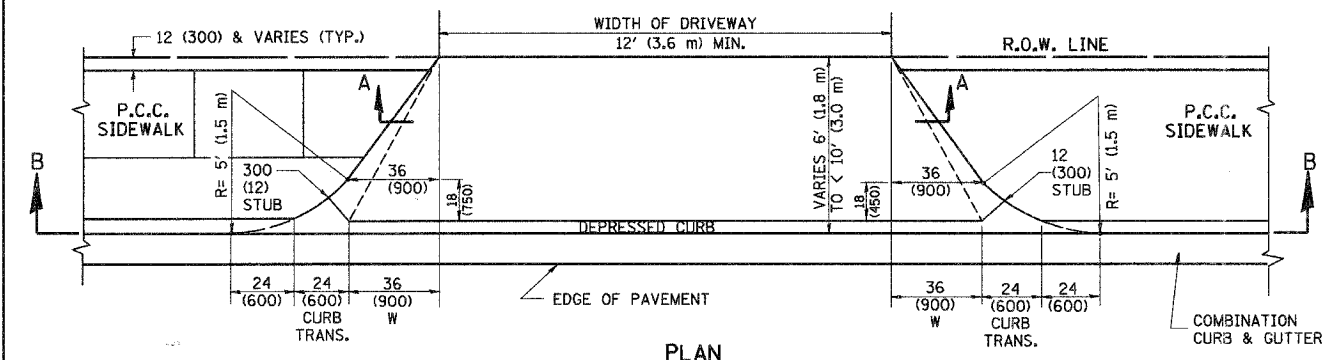 12 (300) & VARIES (TYP.)
WIDTH OF DRIVEWAY
12' (3.6 m) MIN.
R.O.W. LINE
A
A
P.C.C.
SIDEWALK
P.C.C.
SIDEWALK
B
B
R= 5' (1.5 m)
300
(12)
STUB
36
(900)
18
(750)
VARIES 6' (1.8 m)
TO < 10' (3.0 m)
36
(900)
18
(450)
12
(300)
STUB
R= 5' (1.5 m)
DEPRESSED CURB
24
(600)
24
(600)
CURB
TRANS.
36
(900)
W
EDGE OF PAVEMENT
36
(900)
W
24
(600)
CURB
TRANS.
24
(600)
COMBINATION
CURB & GUTTER
PLAN